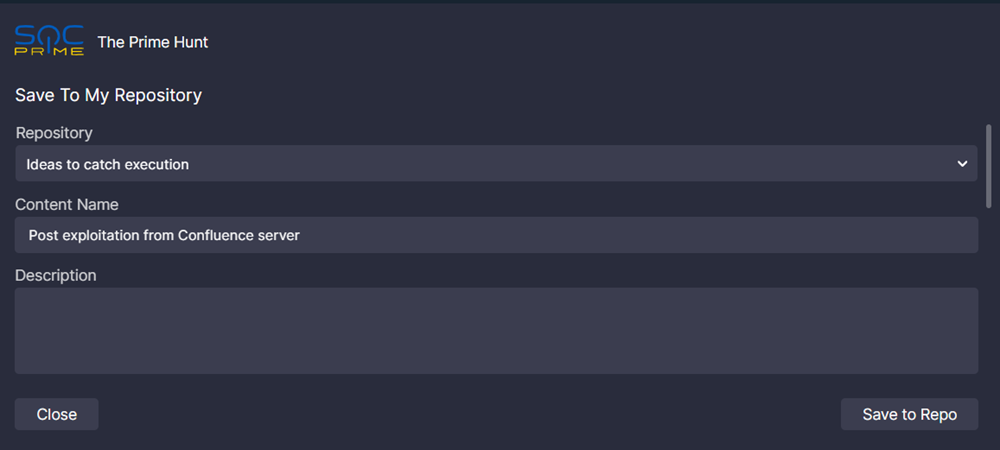 SOC
PRIME
The Prime Hunt
Save To My Repository
Repository
Ideas to catch execution
Content Name
Post exploitation from Confluence server
Description
Close
Save to Repo